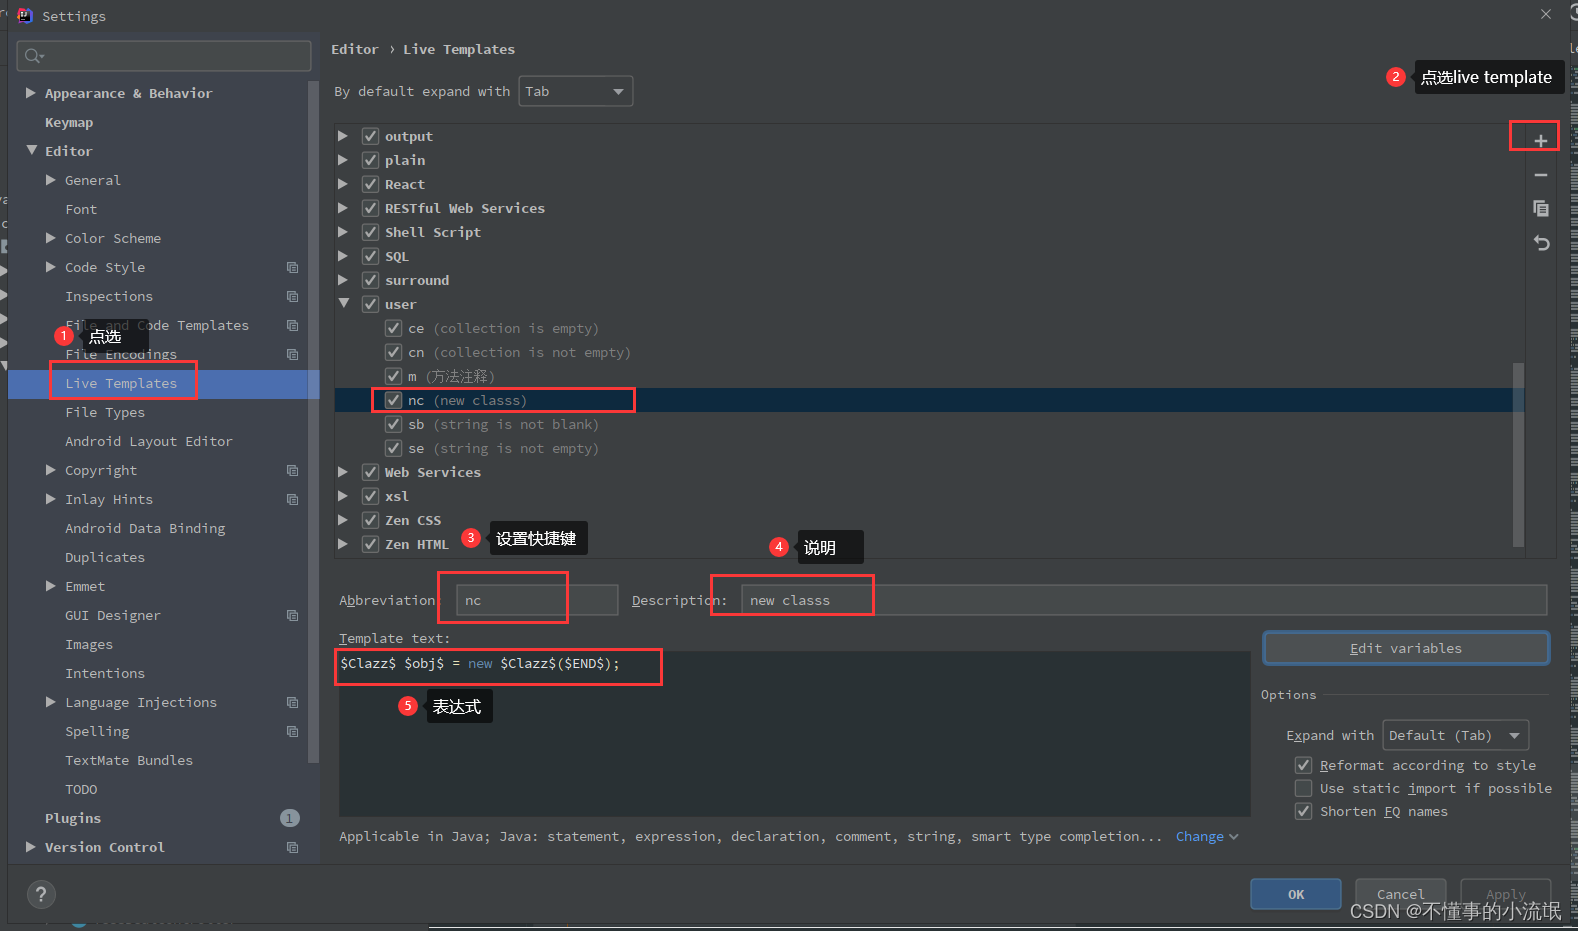 Settings
Editor › Live Templates
By default expand with Tab
2 点选live template
Appearance & Behavior
Keymap
Editor
General
Font
Color Scheme
Code Style
Inspections
File and Code Templates
1 点选
File Encodings
Live Templates
File Types
Android Layout Editor
Copyright
Inlay Hints
Android Data Binding
Duplicates
Emmet
GUI Designer
Images
Intentions
Language Injections
Spelling
TextMate Bundles
TODO
Plugins 1
Version Control
output
plain
React
RESTful Web Services
Shell Script
SQL
surround
user
ce (collection is empty)
cn (collection is not empty)
m (方法注释)
nc (new classs)
sb (string is not blank)
se (string is not empty)
Web Services
xsl
Zen CSS
Zen HTML
3 设置快捷键
4 说明
Abbreviation: nc
Description: new classs
Template text:
$Clazz$ $obj$ = new $Clazz$($END$);
5 表达式
Edit variables
Options
Expand with Default (Tab)
Reformat according to style
Use static import if possible
Shorten FQ names
Applicable in Java; Java: statement, expression, declaration, comment, string, smart type completion... Change
?
OK
Cancel
Apply
CSDN @不懂事的小流氓